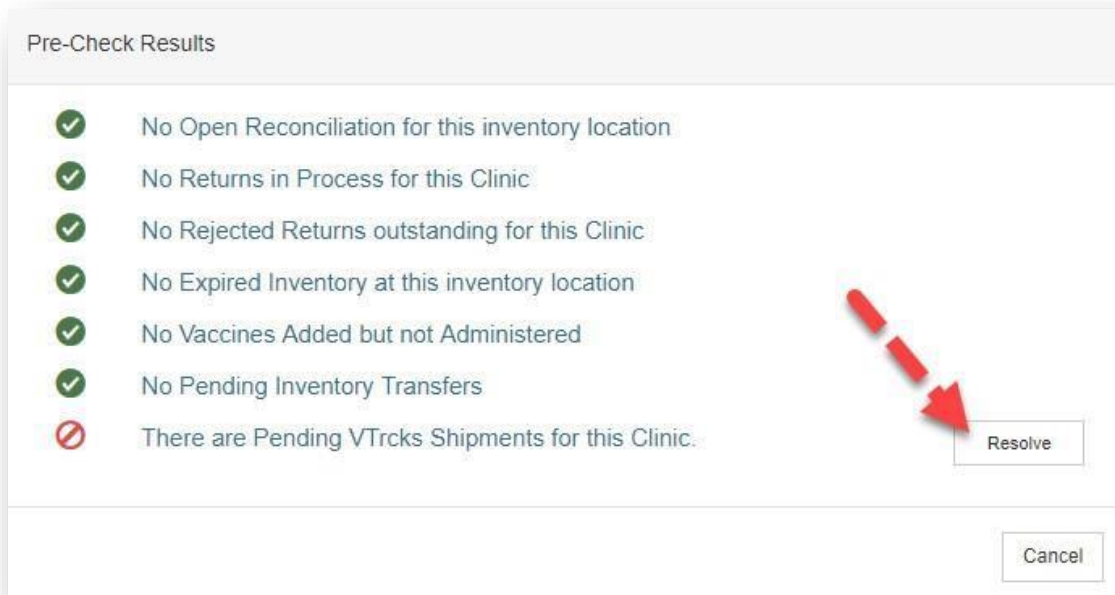 Pre-Check Results
No Open Reconciliation for this inventory location
No Returns in Process for this Clinic
No Rejected Returns outstanding for this Clinic
No Expired Inventory at this inventory location
No Vaccines Added but not Administered
No Pending Inventory Transfers
There are Pending VTrcks Shipments for this Clinic.
Resolve
Cancel